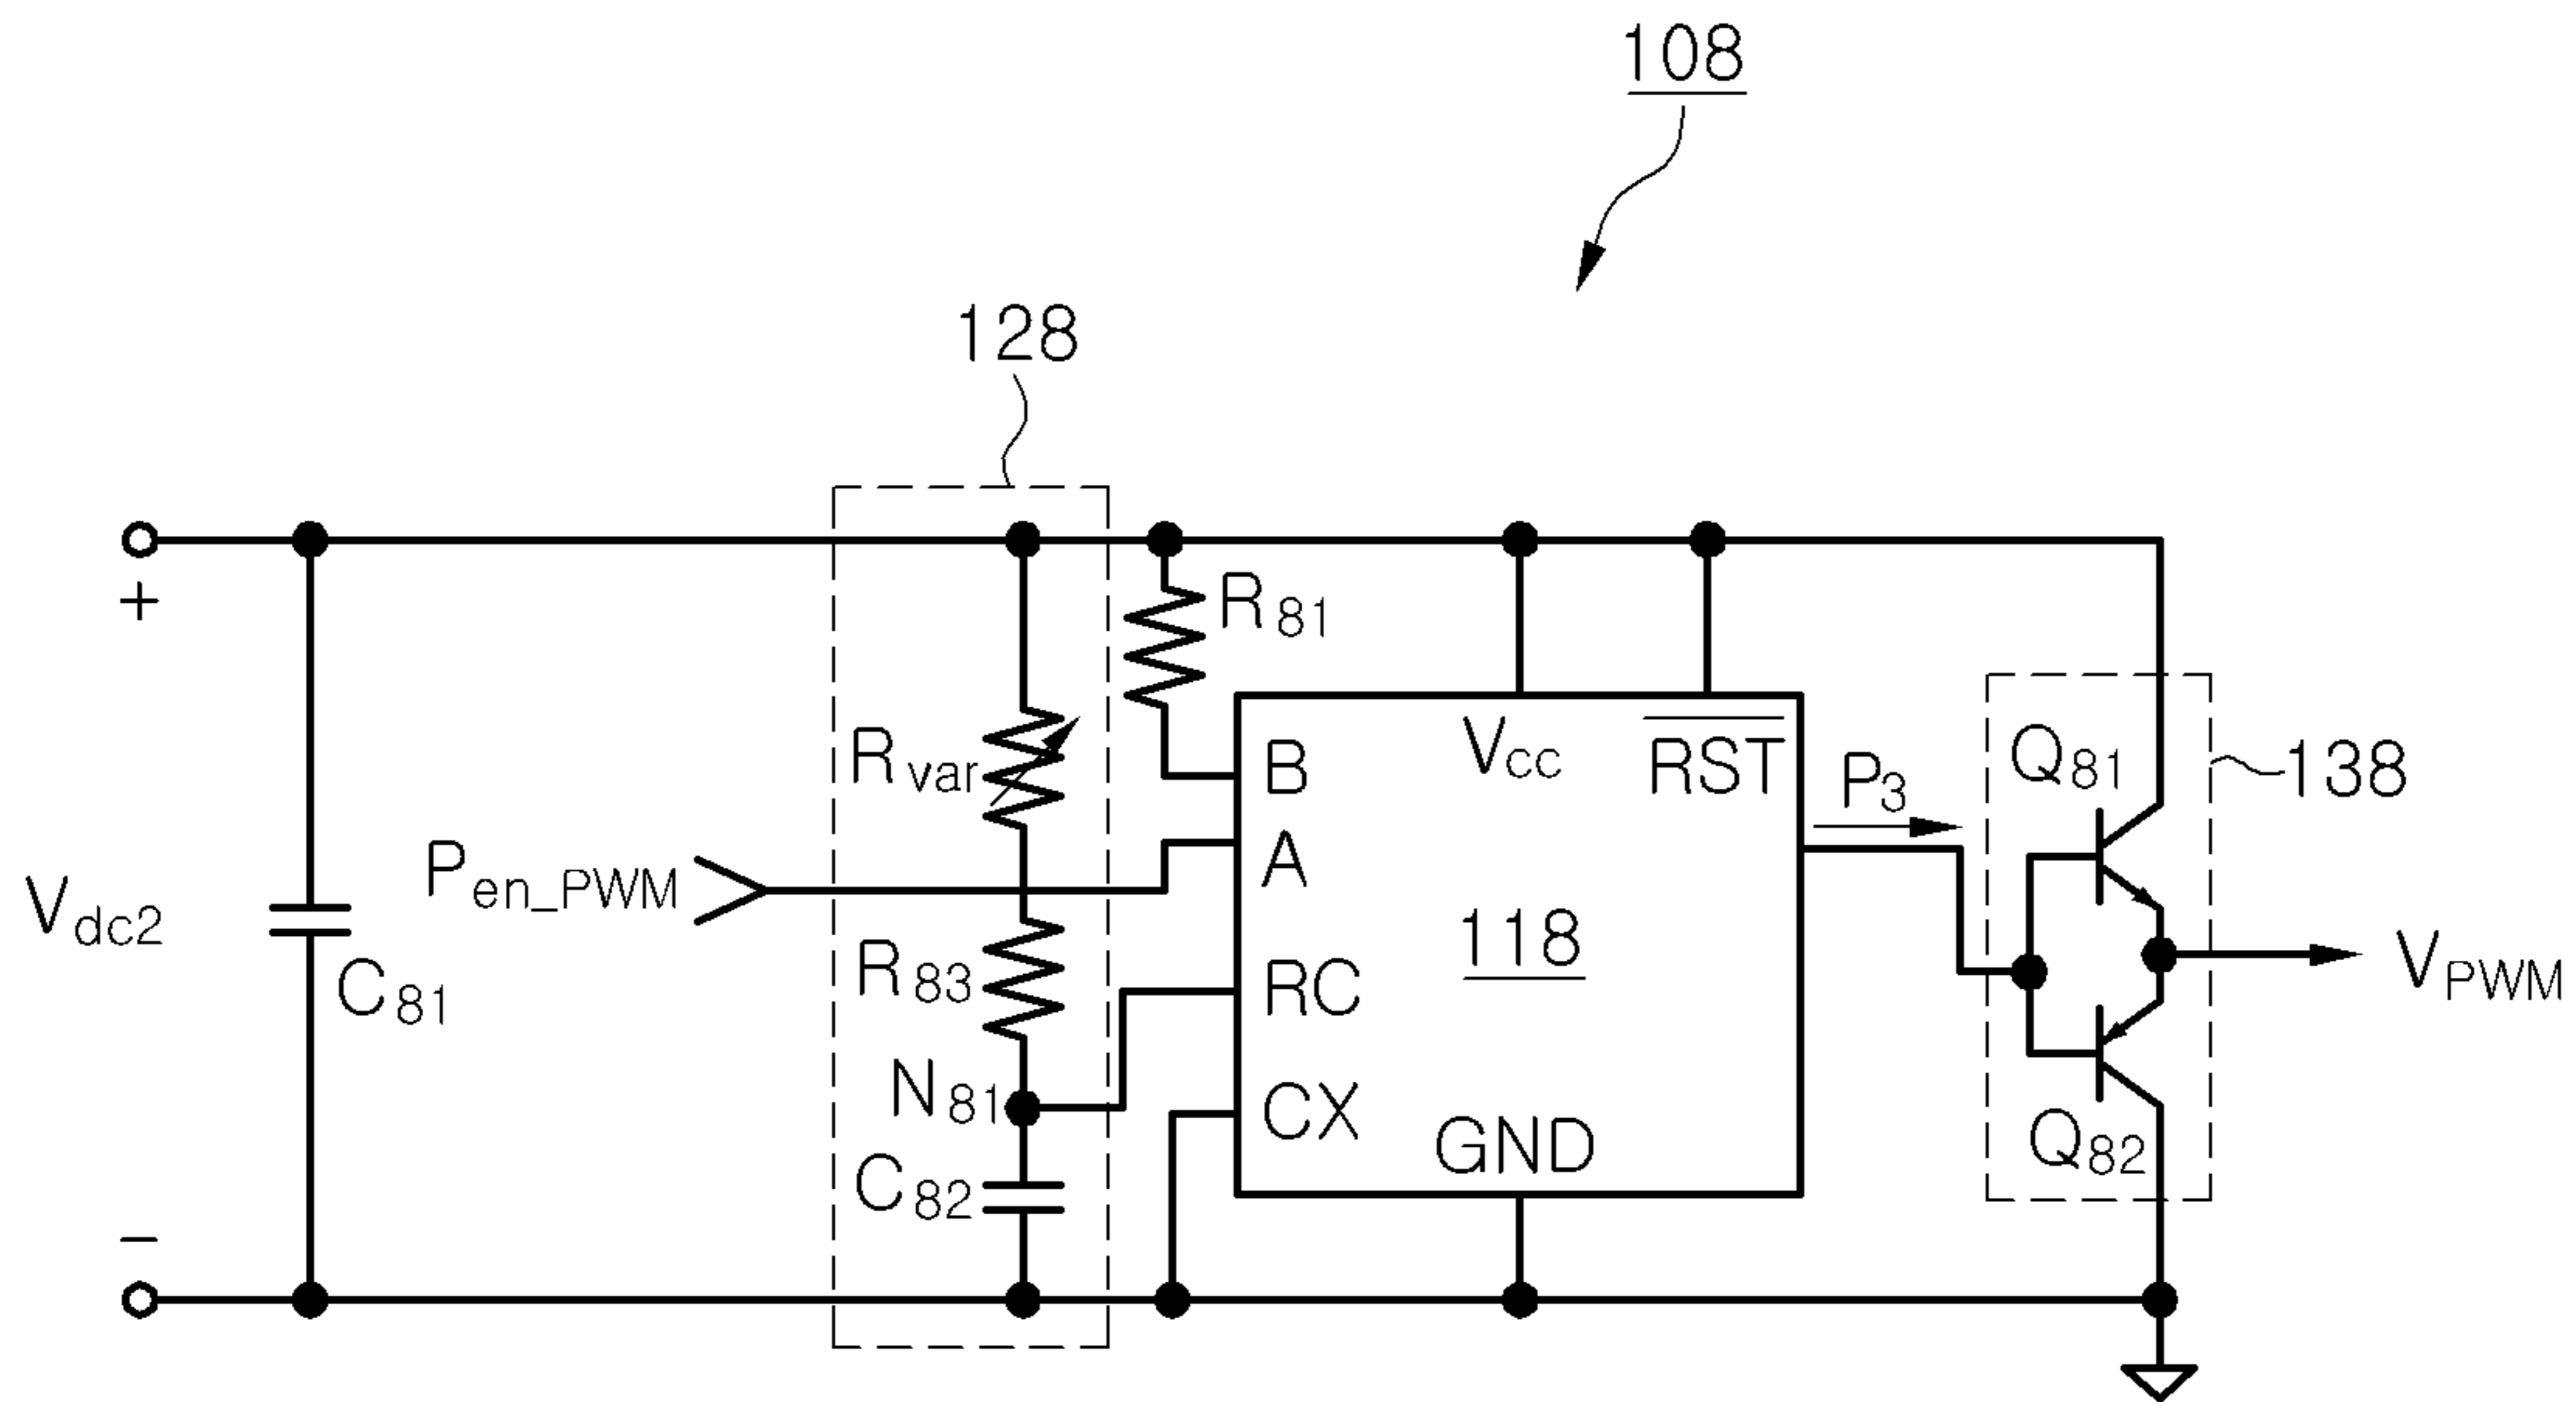 108
128
+
R81
Rvar
B
Vcc
RST
P3
Q81
138
Pen_PWM
A
Vdc2
C81
R83
RC
118
VPWM
N81
CX
GND
C82
Q82
−